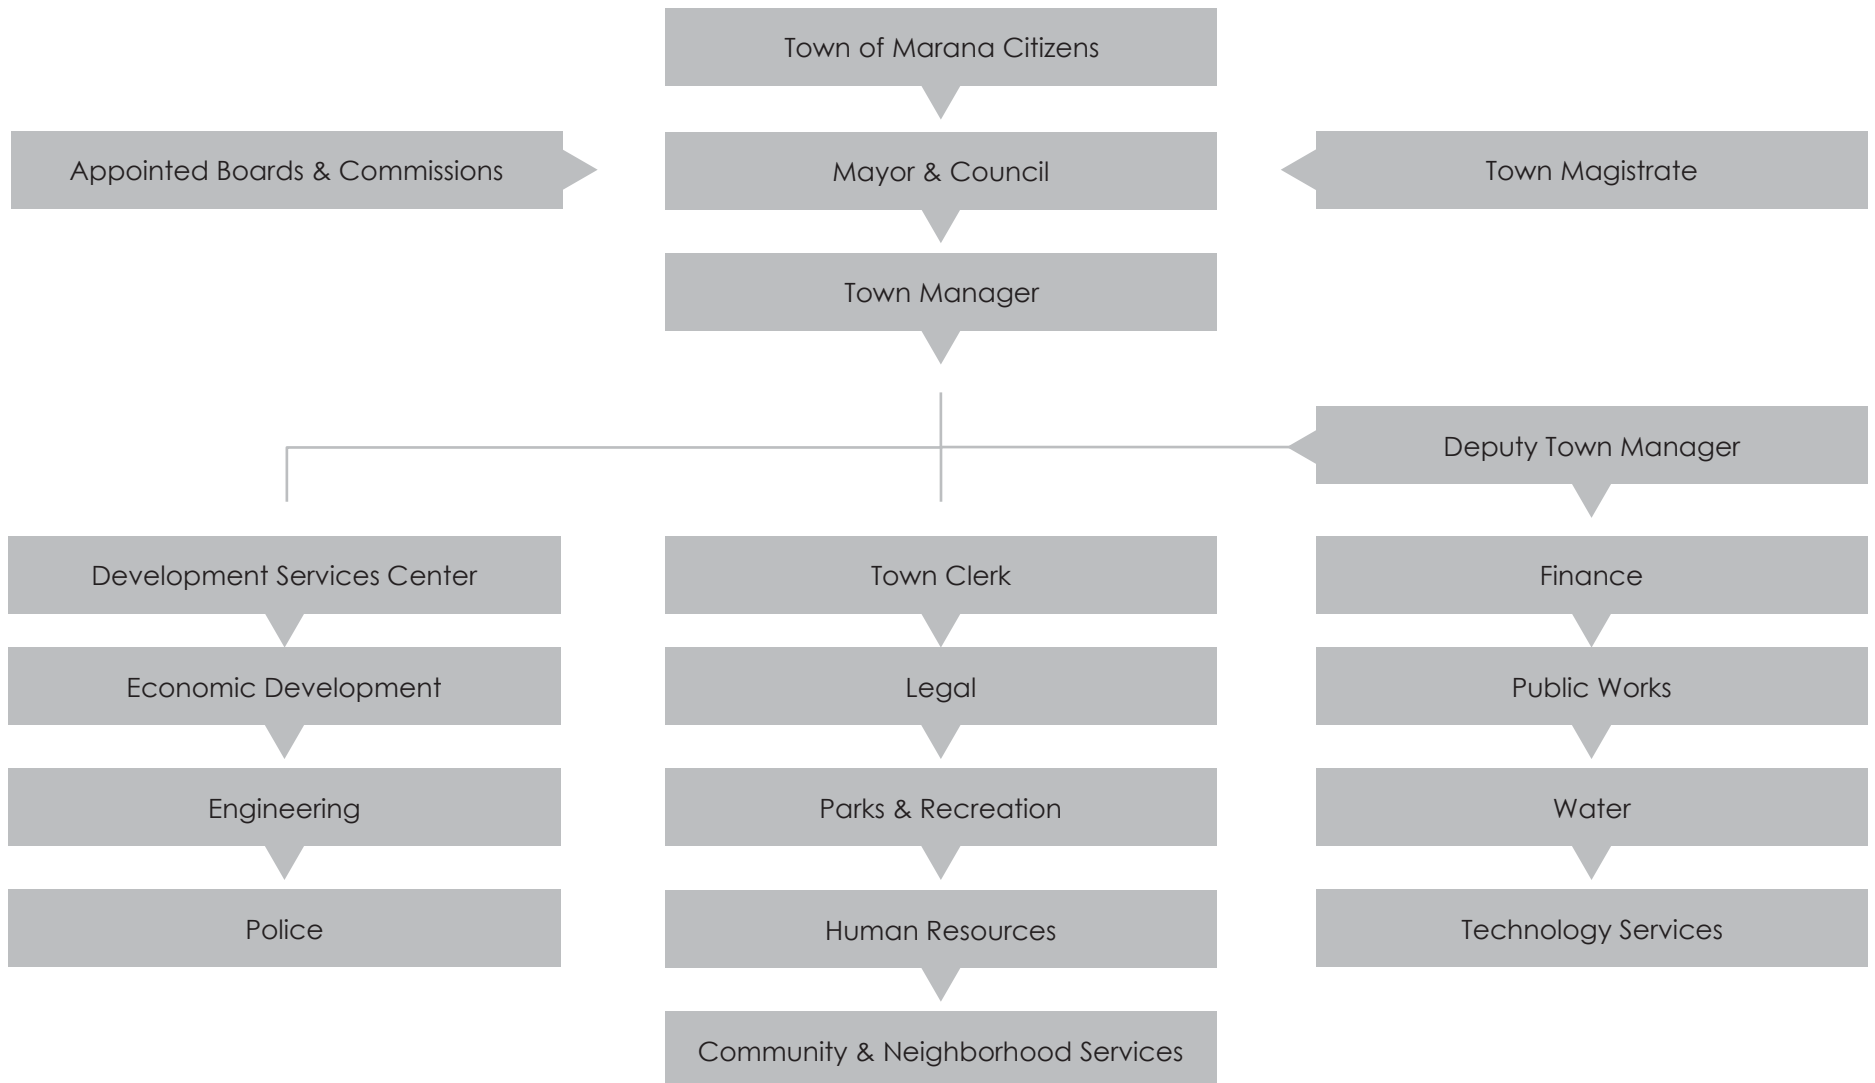 Town of Marana Citizens
Appointed Boards & Commissions
Mayor & Council
Town Magistrate
Town Manager
Deputy Town Manager
Development Services Center
Town Clerk
Finance
Economic Development
Legal
Public Works
Engineering
Parks & Recreation
Water
Police
Human Resources
Technology Services
Community & Neighborhood Services